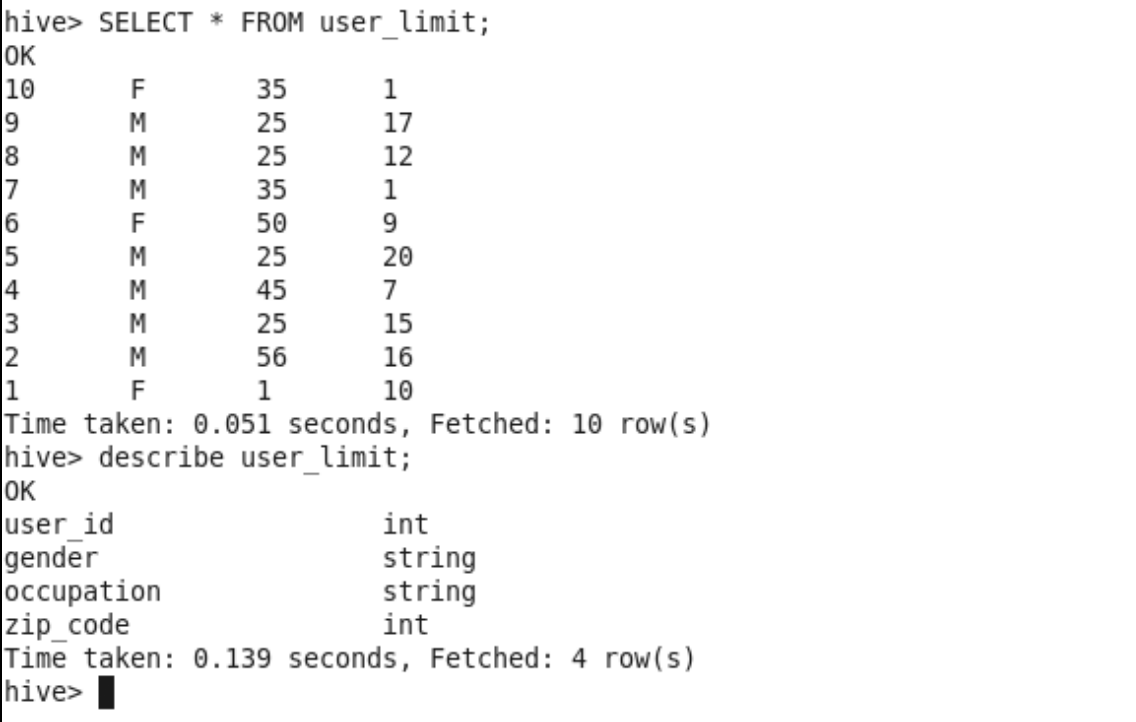 hive> SELECT * FROM user_limit;
OK
10 F 35 1
9 M 25 17
8 M 25 12
7 M 35 1
6 F 50 9
5 M 25 20
4 M 45 7
3 M 25 15
2 M 56 16
1 F 1 10
Time taken: 0.051 seconds, Fetched: 10 row(s)
hive> describe user_limit;
OK
user_id int
gender string
occupation string
zip_code int
Time taken: 0.139 seconds, Fetched: 4 row(s)
hive>